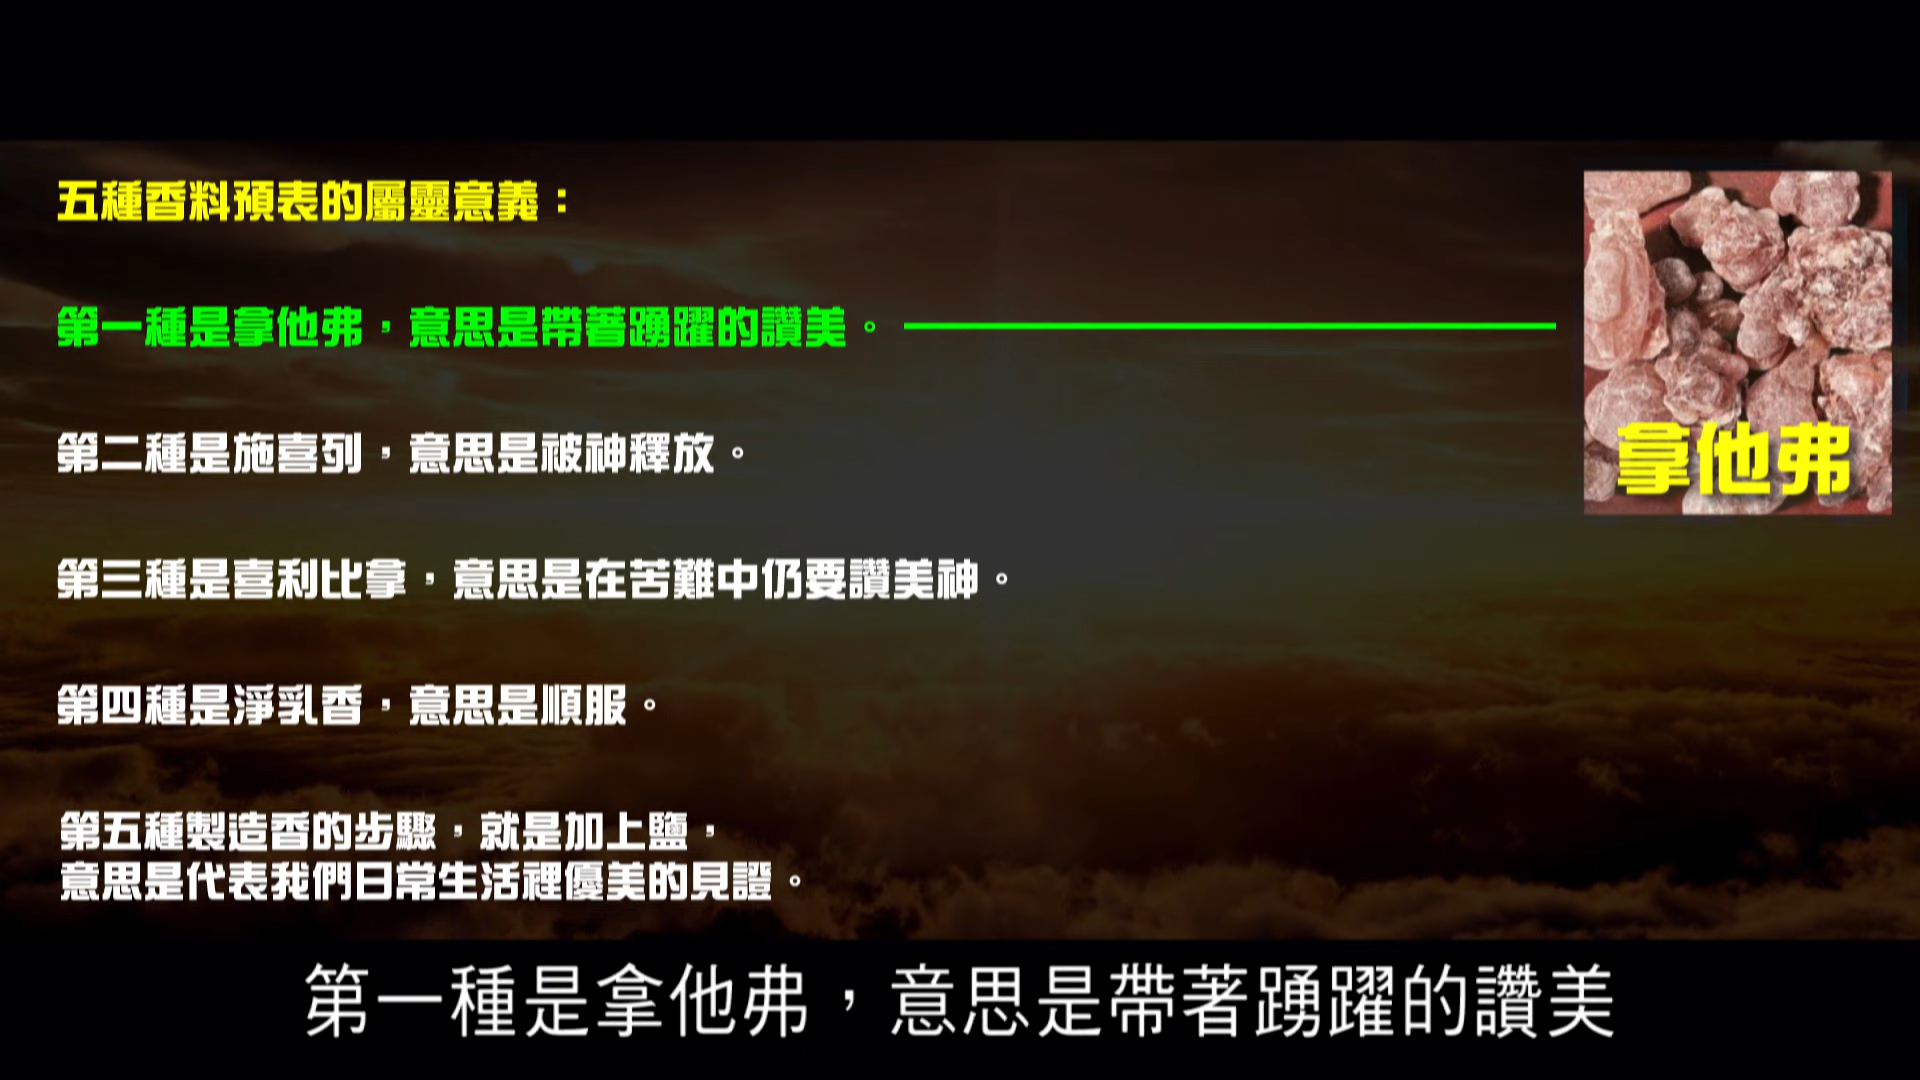 五種香料預表的屬靈意義：
第一種是拿他弗，意思是帶著踴躍的讚美。
拿他弗
第二種是施喜列，意思是被神釋放。
第三種是喜利比拿，意思是在苦難中仍要讚美神。
第四種是淨乳香，意思是順服。
第五種製造香的步驟，就是加上鹽，
意思是代表我們日常生活裡優美的見證。
第一種是拿他弗，意思是帶著踴躍的讚美